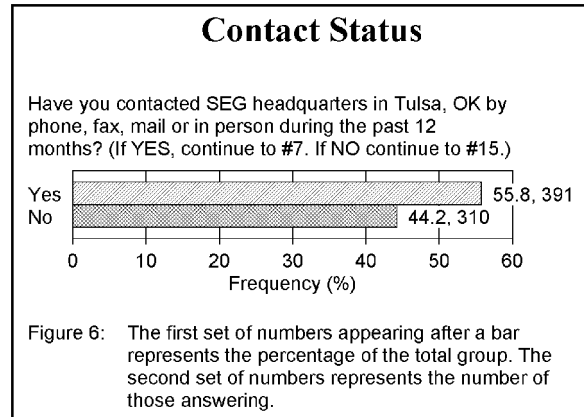 Contact Status
Have you contacted SEG headquarters in Tulsa, OK by
phone, fax, mail or in person during the past 12
months? (If YES, continue to #7. If NO continue to #15.)
Yes 55.8, 391
No 44.2, 310
0 10 20 30 40 50 60
Frequency (%)
Figure 6: The first set of numbers appearing after a bar
represents the percentage of the total group. The
second set of numbers represents the number of
those answering.